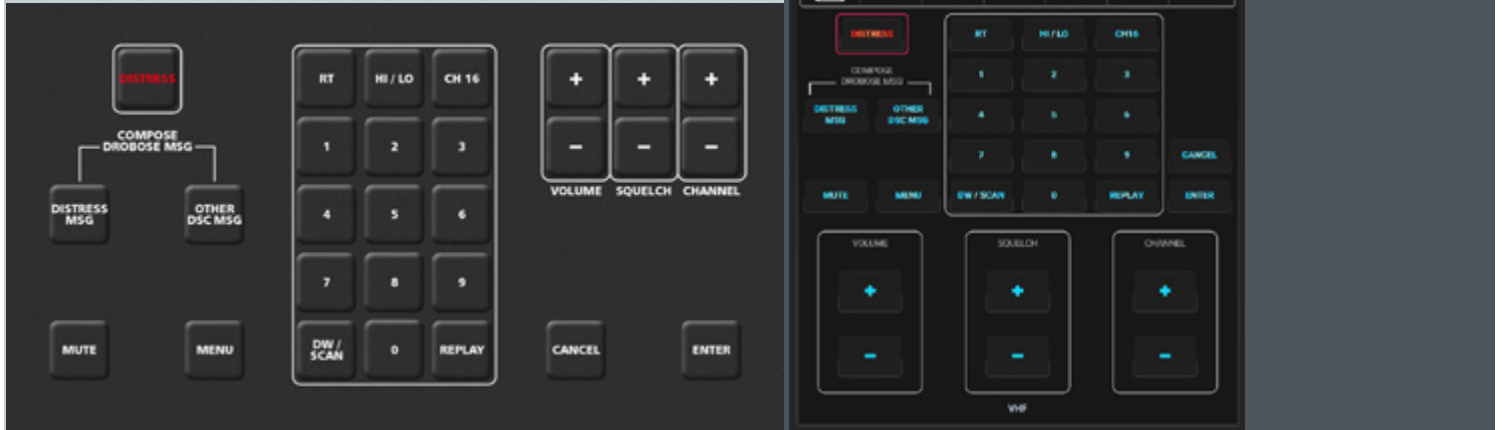 DISTRESS
COMPOSE
DROBOSE MSG
DISTRESS
MSG
OTHER
DSC MSG
MUTE
MENU
RT
HI / LO
CH 16
1
2
3
4
5
6
7
8
9
DW /
SCAN
0
REPLAY
+
+
+
−
−
−
VOLUME
SQUELCH
CHANNEL
CANCEL
ENTER
DISTRESS
COMPOSE
DROBOSE MSG
DISTRESS
MSG
OTHER
DSC MSG
MUTE
MENU
RT
HI / LO
CH16
1
2
3
4
5
6
7
8
9
DW / SCAN
0
REPLAY
CANCEL
ENTER
VOLUME
SQUELCH
CHANNEL
+
+
+
−
−
−
VHF